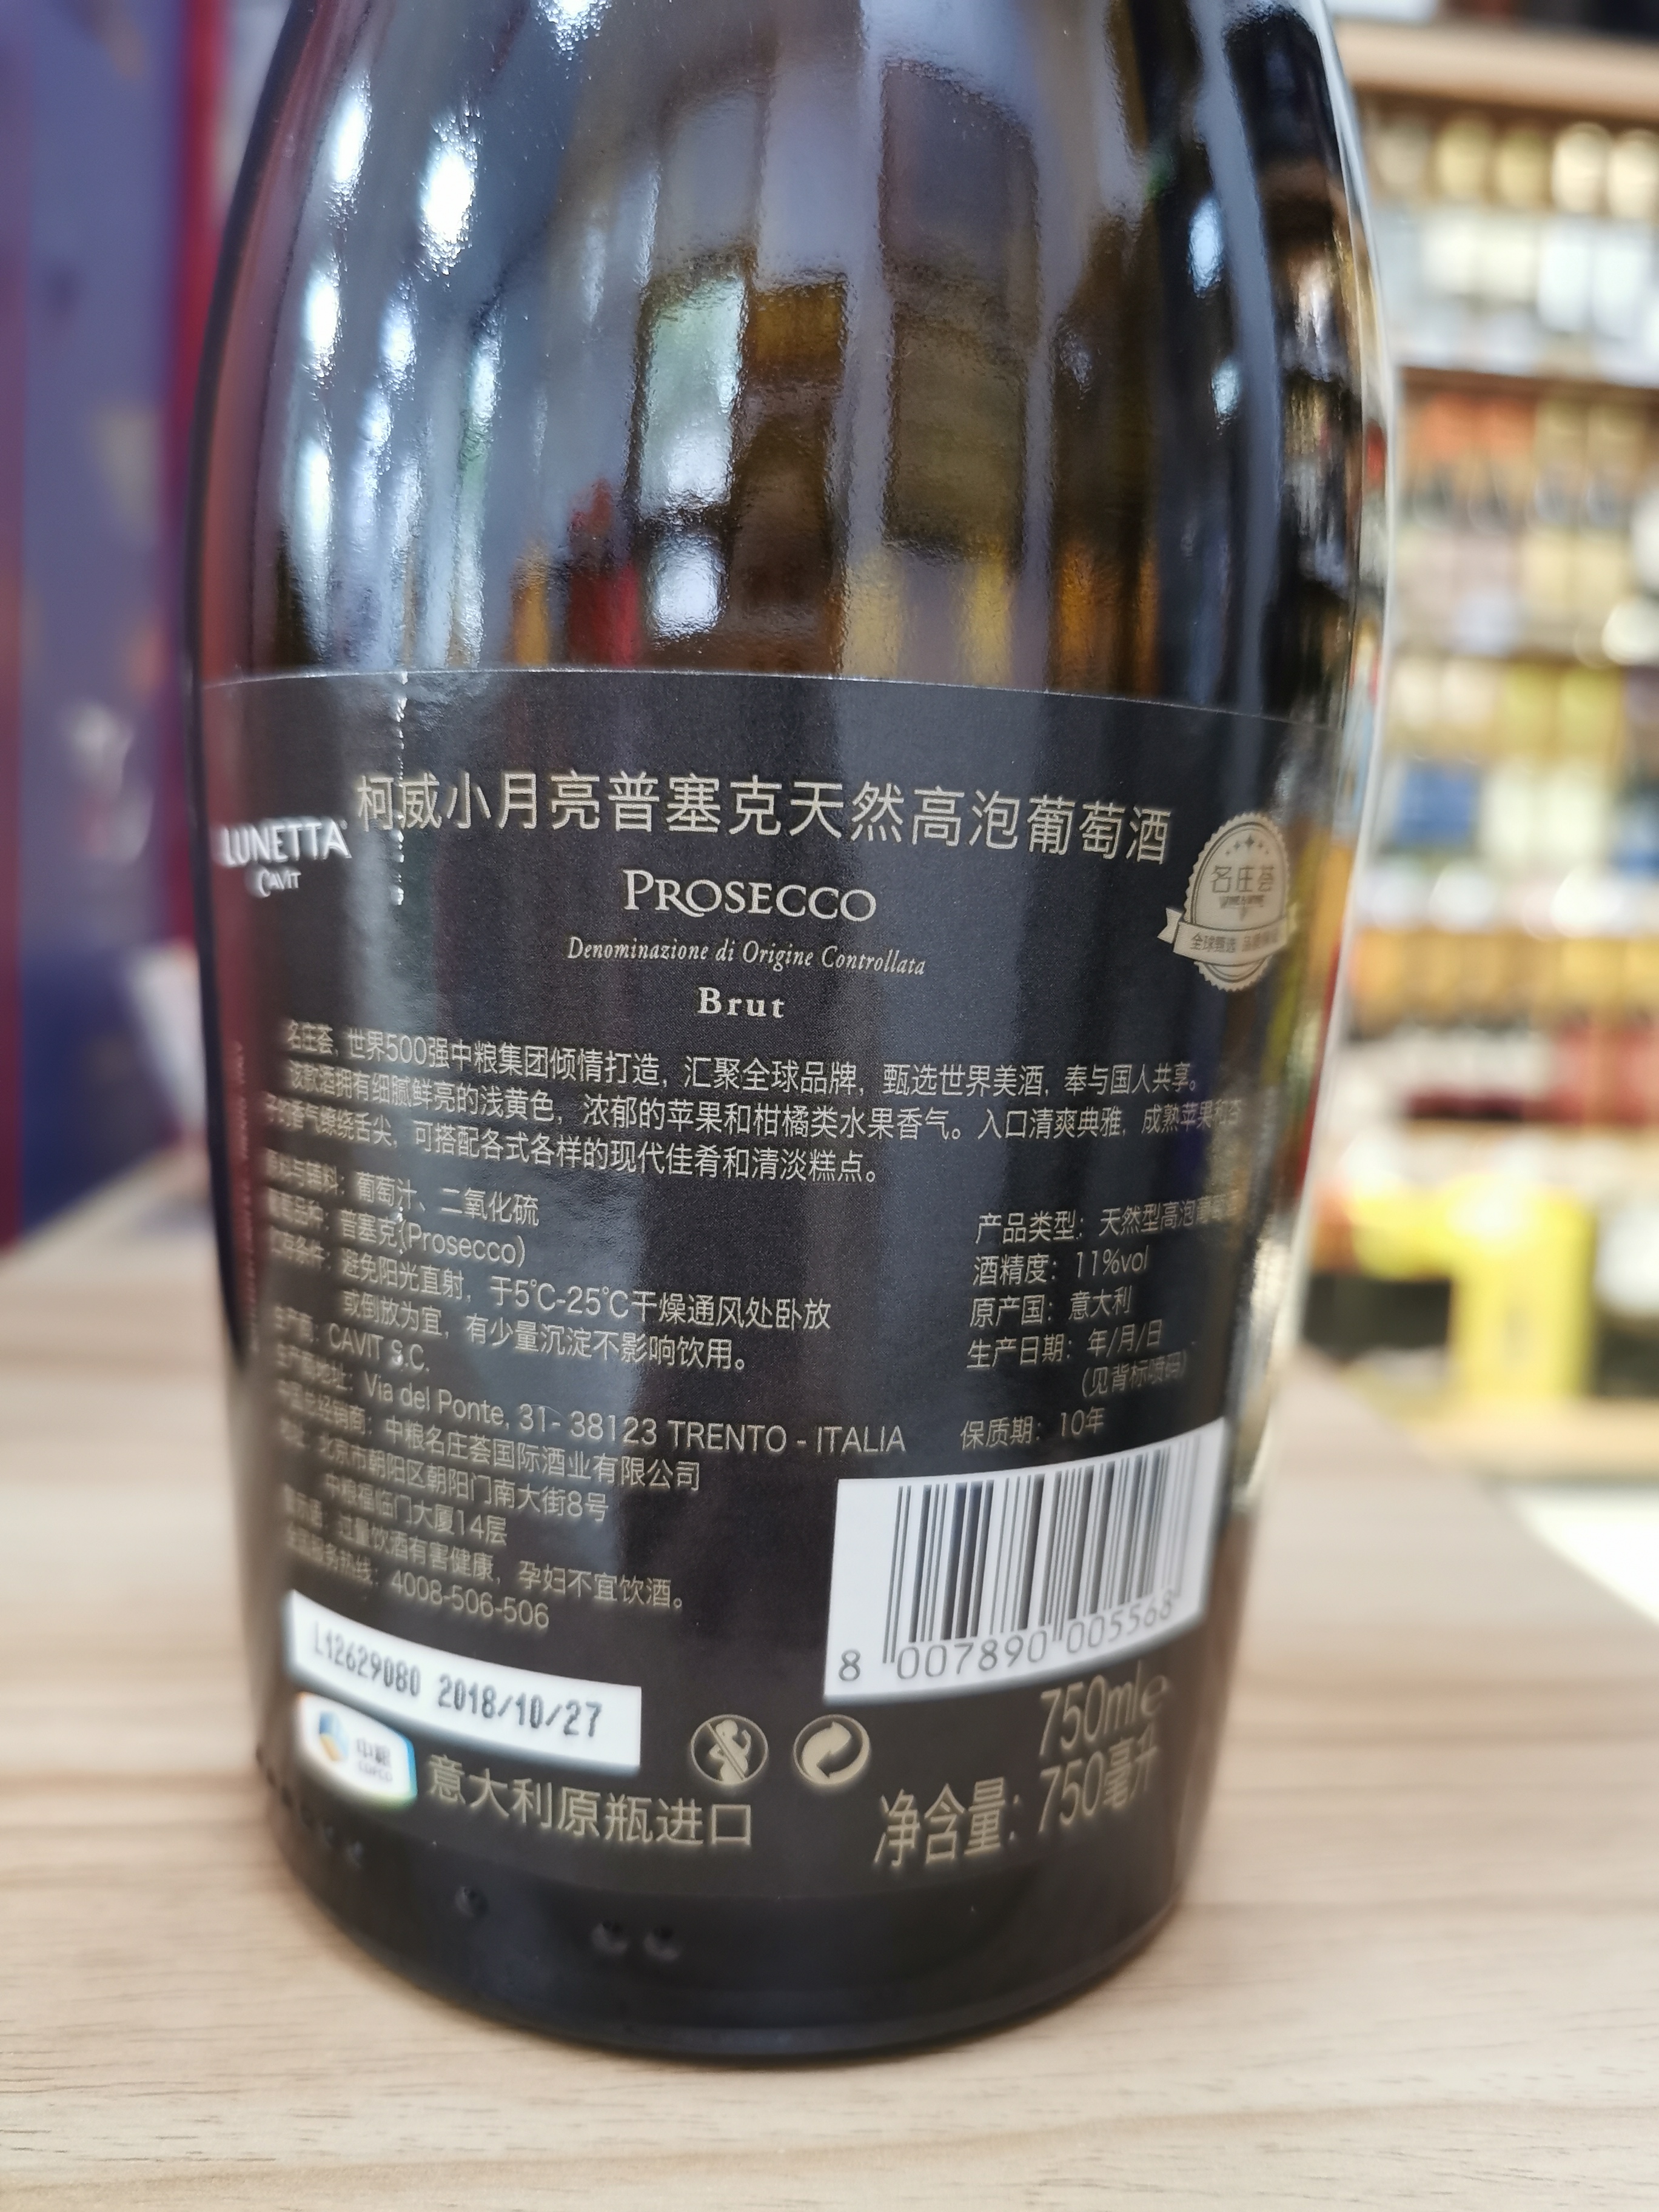 柯威小月亮普塞克天然高泡葡萄酒
LUNETTA
CAVIT
PROSECCO
名庄荟
全球甄选
Denominazione di Origine Controllata
Brut
名庄荟, 世界500强中粮集团倾情打造, 汇聚全球品牌, 甄选世界美酒, 奉与国人共享。
该款酒拥有细腻鲜亮的浅黄色, 浓郁的苹果和柑橘类水果香气。入口清爽典雅, 成熟苹果和杏
子的香气缭绕舌尖, 可搭配各式各样的现代佳肴和清淡糕点。
原料与辅料: 葡萄汁、二氧化硫
葡萄品种: 普塞克(Prosecco)
贮存条件: 避免阳光直射, 于5℃-25℃干燥通风处卧放
或倒放为宜, 有少量沉淀不影响饮用。
生产商: CAVIT S.C.
生产商地址: Via del Ponte, 31- 38123 TRENTO - ITALIA
中国总经销商: 中粮名庄荟国际酒业有限公司
地址: 北京市朝阳区朝阳门南大街8号
中粮福临门大厦14层
警示语: 过量饮酒有害健康, 孕妇不宜饮酒。
全国服务热线: 4008-506-506
产品类型: 天然型高泡葡萄酒
酒精度: 11%vol
原产国: 意大利
生产日期: 年/月/日
(见背标喷码)
保质期: 10年
8 007890 005568
L12629080 2018/10/27
中粮
COFCO
意大利原瓶进口
750ml e
净含量: 750毫升